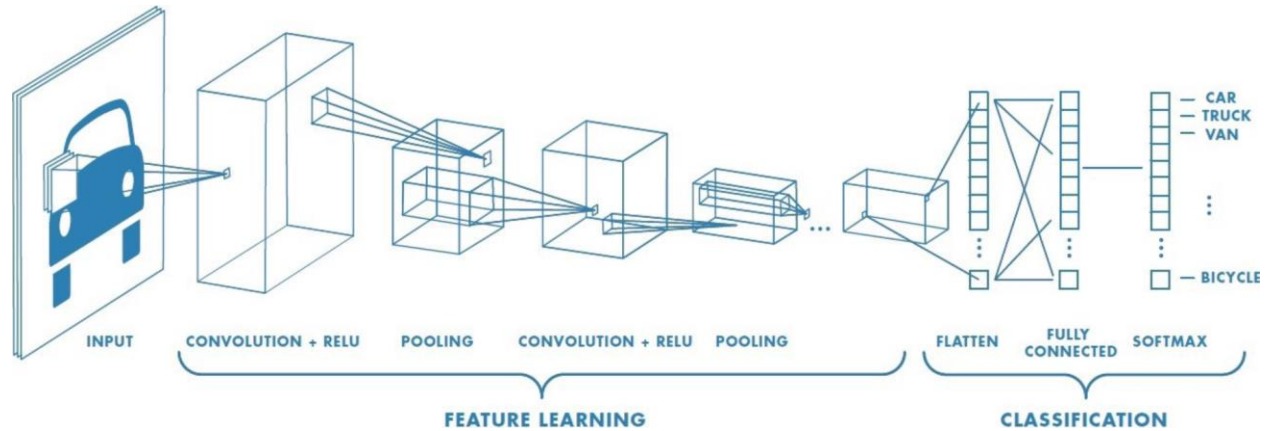 CAR
TRUCK
VAN
BICYCLE
INPUT
CONVOLUTION + RELU
POOLING
CONVOLUTION + RELU
POOLING
FLATTEN
FULLY
CONNECTED
SOFTMAX
FEATURE LEARNING
CLASSIFICATION